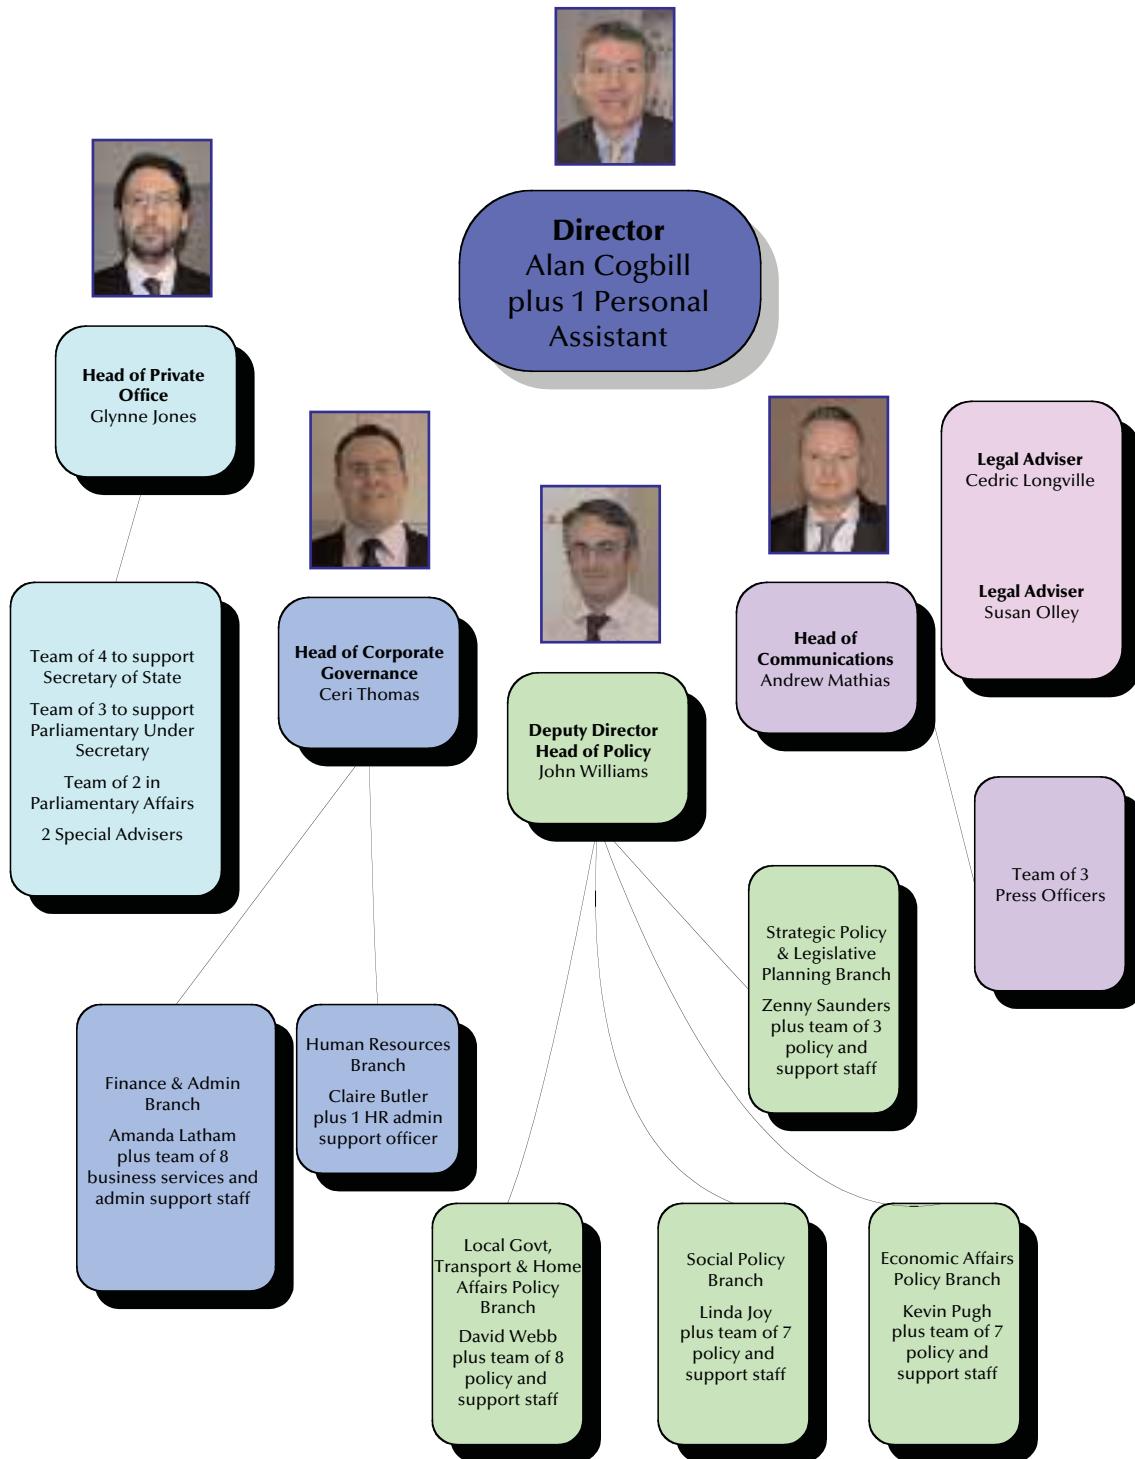 Director
Alan Cogbill
plus 1 Personal
Assistant
Head of Private
Office
Glynne Jones
Legal Adviser
Cedric Longville
Legal Adviser
Susan Olley
Team of 4 to support
Secretary of State
Team of 3 to support
Parliamentary Under
Secretary
Team of 2 in
Parliamentary Affairs
2 Special Advisers
Head of Corporate
Governance
Ceri Thomas
Deputy Director
Head of Policy
John Williams
Head of
Communications
Andrew Mathias
Team of 3
Press Officers
Strategic Policy
& Legislative
Planning Branch
Zenny Saunders
plus team of 3
policy and
support staff
Finance & Admin
Branch
Amanda Latham
plus team of 8
business services and
admin support staff
Human Resources
Branch
Claire Butler
plus 1 HR admin
support officer
Local Govt,
Transport & Home
Affairs Policy
Branch
David Webb
plus team of 8
policy and
support staff
Social Policy
Branch
Linda Joy
plus team of 7
policy and
support staff
Economic Affairs
Policy Branch
Kevin Pugh
plus team of 7
policy and
support staff